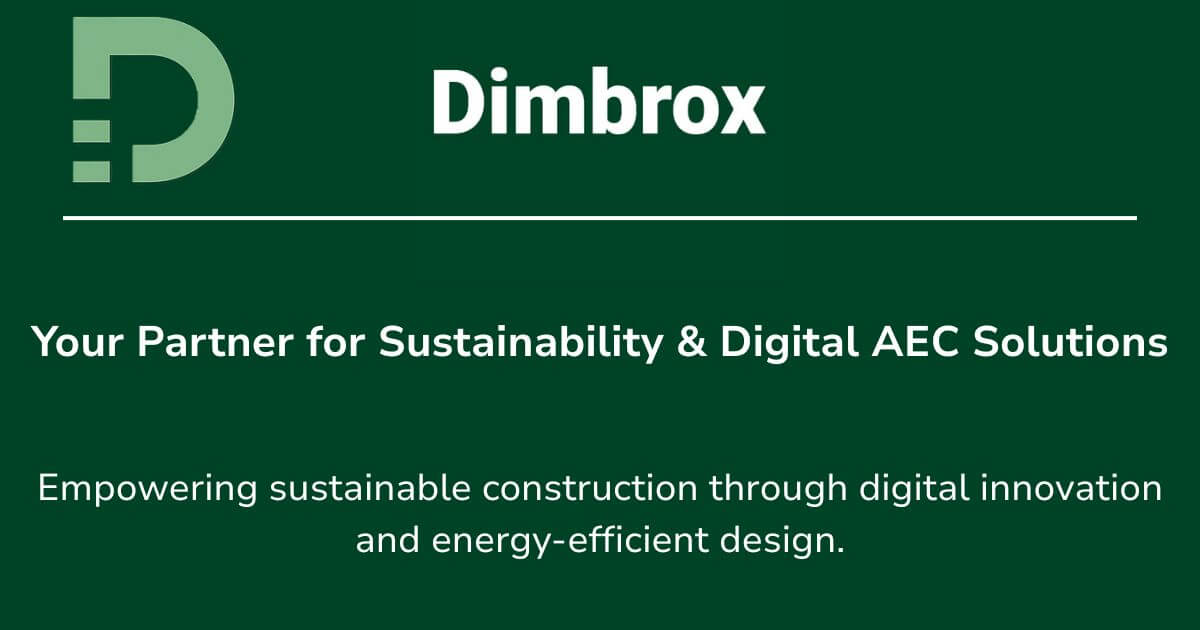 Dimbrox
Your Partner for Sustainability & Digital AEC Solutions
Empowering sustainable construction through digital innovation
and energy-efficient design.